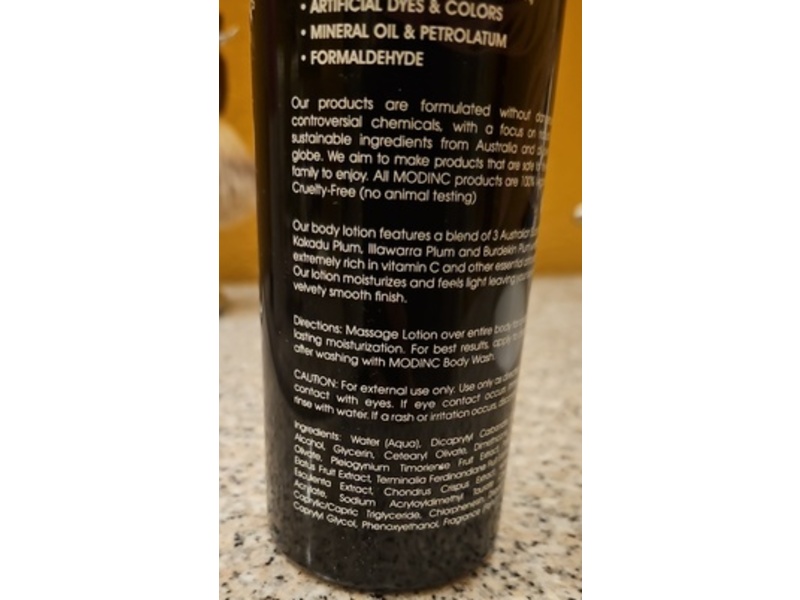 • ARTIFICIAL DYES & COLORS
• MINERAL OIL & PETROLATUM
• FORMALDEHYDE
Our products are formulated without
controversial chemicals, with a focus on
sustainable ingredients from Australia and
globe. We aim to make products that are safe
family to enjoy. All MODINC products are 100%
Cruelty-Free (no animal testing)
Our body lotion features a blend of 3 Australian
Kakadu Plum, Illawarra Plum and Burdekin Plum
extremely rich in vitamin C and other essential
Our lotion moisturizes and feels light leaving your
velvety smooth finish.
Directions: Massage Lotion over entire body
lasting moisturization. For best results, apply
after washing with MODINC Body Wash.
CAUTION: For external use only. Use only as
contact with eyes. If eye contact occurs,
rinse with water. If a rash or irritation occurs,
Ingredients: Water (Aqua), Dicaprylyl
Alcohol, Glycerin, Cetearyl Olivate,
Olivate, Pleiogynium Timoriense Fruit Extract,
Elatus Fruit Extract, Terminalia Ferdinandiana
Esculenta Extract, Chondrus Crispus
Sodium Acryloyldimethyl Taurate
Caprylic/Capric Triglyceride, Chlorphenesin,
Caprylyl Glycol, Phenoxyethanol, Fragrance